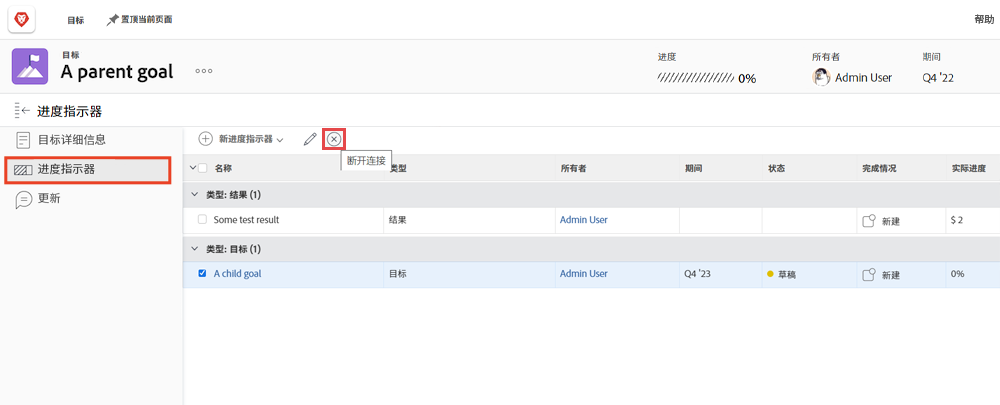 目标 置顶当前页面 帮助
目标 进度 所有者 期间
A parent goal 0% Admin User Q4 '22
进度指示器
目标详细信息 新进度指示器
断开连接
进度指示器 名称 类型 所有者 期间 状态 完成情况 实际进度
更新 类型: 结果 (1)
Some test result 结果 Admin User 新建 $ 2
类型: 目标 (1)
A child goal 目标 Admin User Q4 '23 草稿 新建 0%